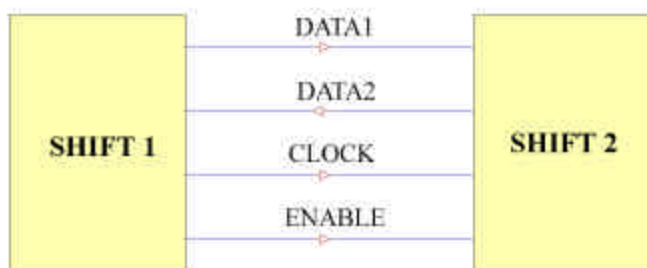 DATA1
DATA2
SHIFT 1
CLOCK
SHIFT 2
ENABLE